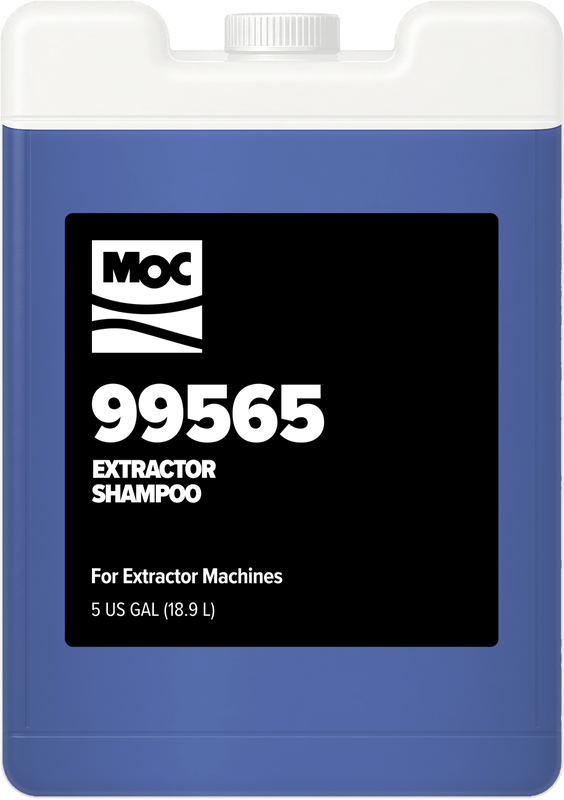 MOC
99565
EXTRACTOR
SHAMPOO
For Extractor Machines
5 US GAL (18.9 L)